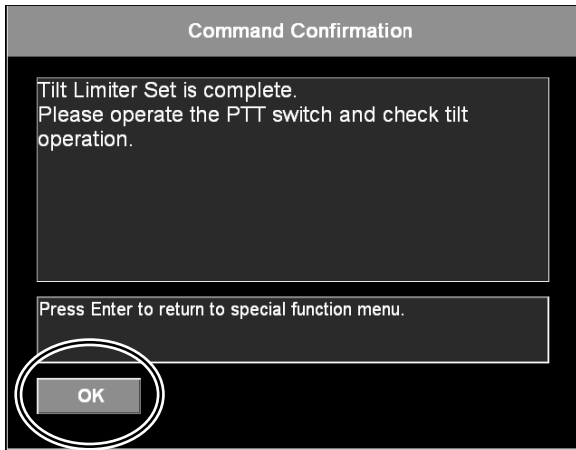 Command Confirmation
Tilt Limiter Set is complete.
Please operate the PTT switch and check tilt
operation.
Press Enter to return to special function menu.
OK